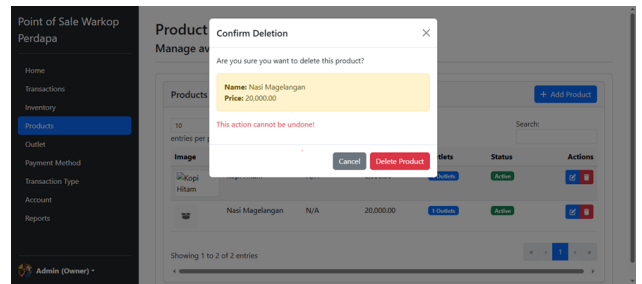 Point of Sale Warkop
Perdapa
Home
Transactions
Inventory
Products
Outlet
Payment Method
Transaction Type
Account
Reports
Admin (Owner)
Product
Manage av
Confirm Deletion
Are you sure you want to delete this product?
Name: Nasi Magelangan
Price: 20,000.00
This action cannot be undone!
Cancel Delete Product
Products
+ Add Product
10
entries per
Search:
Image
tlets Status Actions
Kopi
Hitam
Outlets Active
Nasi Magelangan N/A 20,000.00 1 Outlets Active
Showing 1 to 2 of 2 entries
« ‹ 1 › »